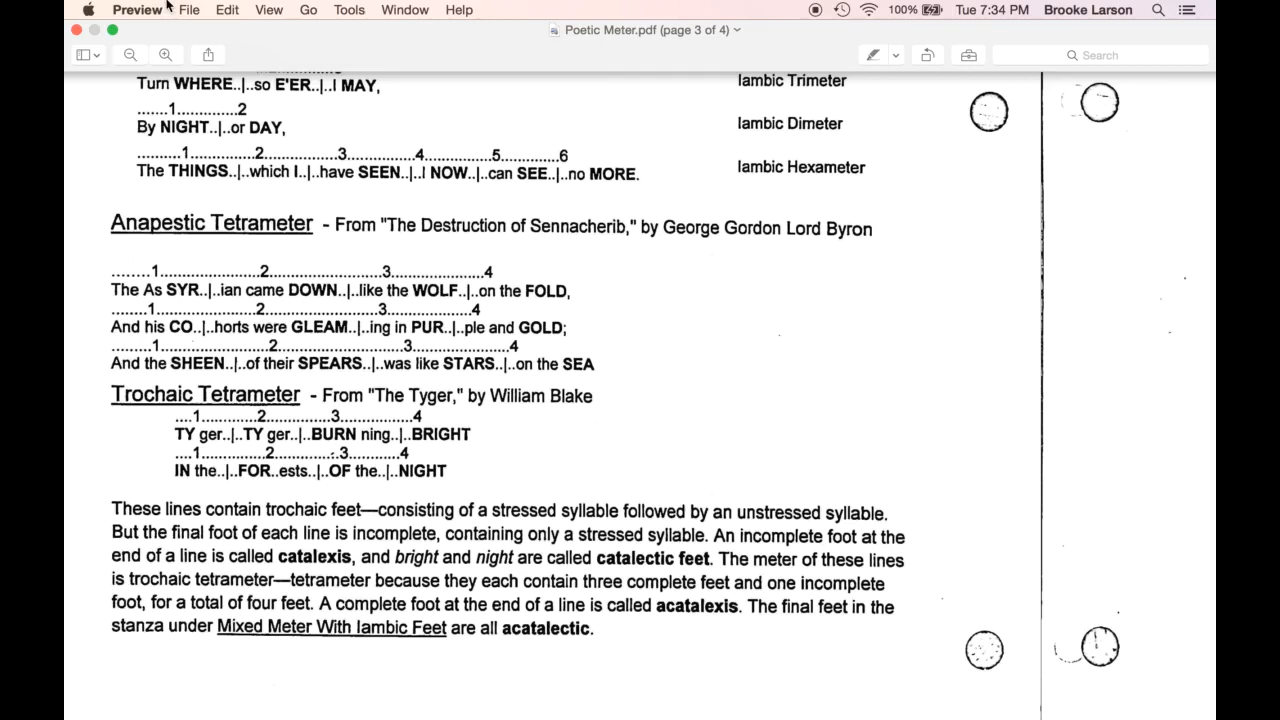 Preview File Edit View Go Tools Window Help 100% Tue 7:34 PM Brooke Larson
Poetic Meter.pdf (page 3 of 4)
Search
Turn WHERE..|..so E'ER..|..I MAY, Iambic Trimeter
........1...............2
By NIGHT..|..or DAY, Iambic Dimeter
..........1...............2.................3.................4.................5..............6
The THINGS..|..which I..|..have SEEN..|..I NOW..|..can SEE..|..no MORE. Iambic Hexameter
Anapestic Tetrameter - From "The Destruction of Sennacherib," by George Gordon Lord Byron
.........1.......................2..........................3......................4
The As SYR..|..ian came DOWN..|..like the WOLF..|..on the FOLD,
.........1.......................2..........................3....................4
And his CO..|..horts were GLEAM..|..ing in PUR..|..ple and GOLD;
..........1.........................2.............................3......................4
And the SHEEN..|..of their SPEARS..|..was like STARS..|..on the SEA
Trochaic Tetrameter - From "The Tyger," by William Blake
....1.............2...............3.................4
TY ger..|..TY ger..|..BURN ning..|..BRIGHT
....1...............2...............3.............4
IN the..|..FOR..ests..|..OF the..|..NIGHT
These lines contain trochaic feet—consisting of a stressed syllable followed by an unstressed syllable.
But the final foot of each line is incomplete, containing only a stressed syllable. An incomplete foot at the
end of a line is called catalexis, and bright and night are called catalectic feet. The meter of these lines
is trochaic tetrameter—tetrameter because they each contain three complete feet and one incomplete
foot, for a total of four feet. A complete foot at the end of a line is called acatalexis. The final feet in the
stanza under Mixed Meter With Iambic Feet are all acatalectic.